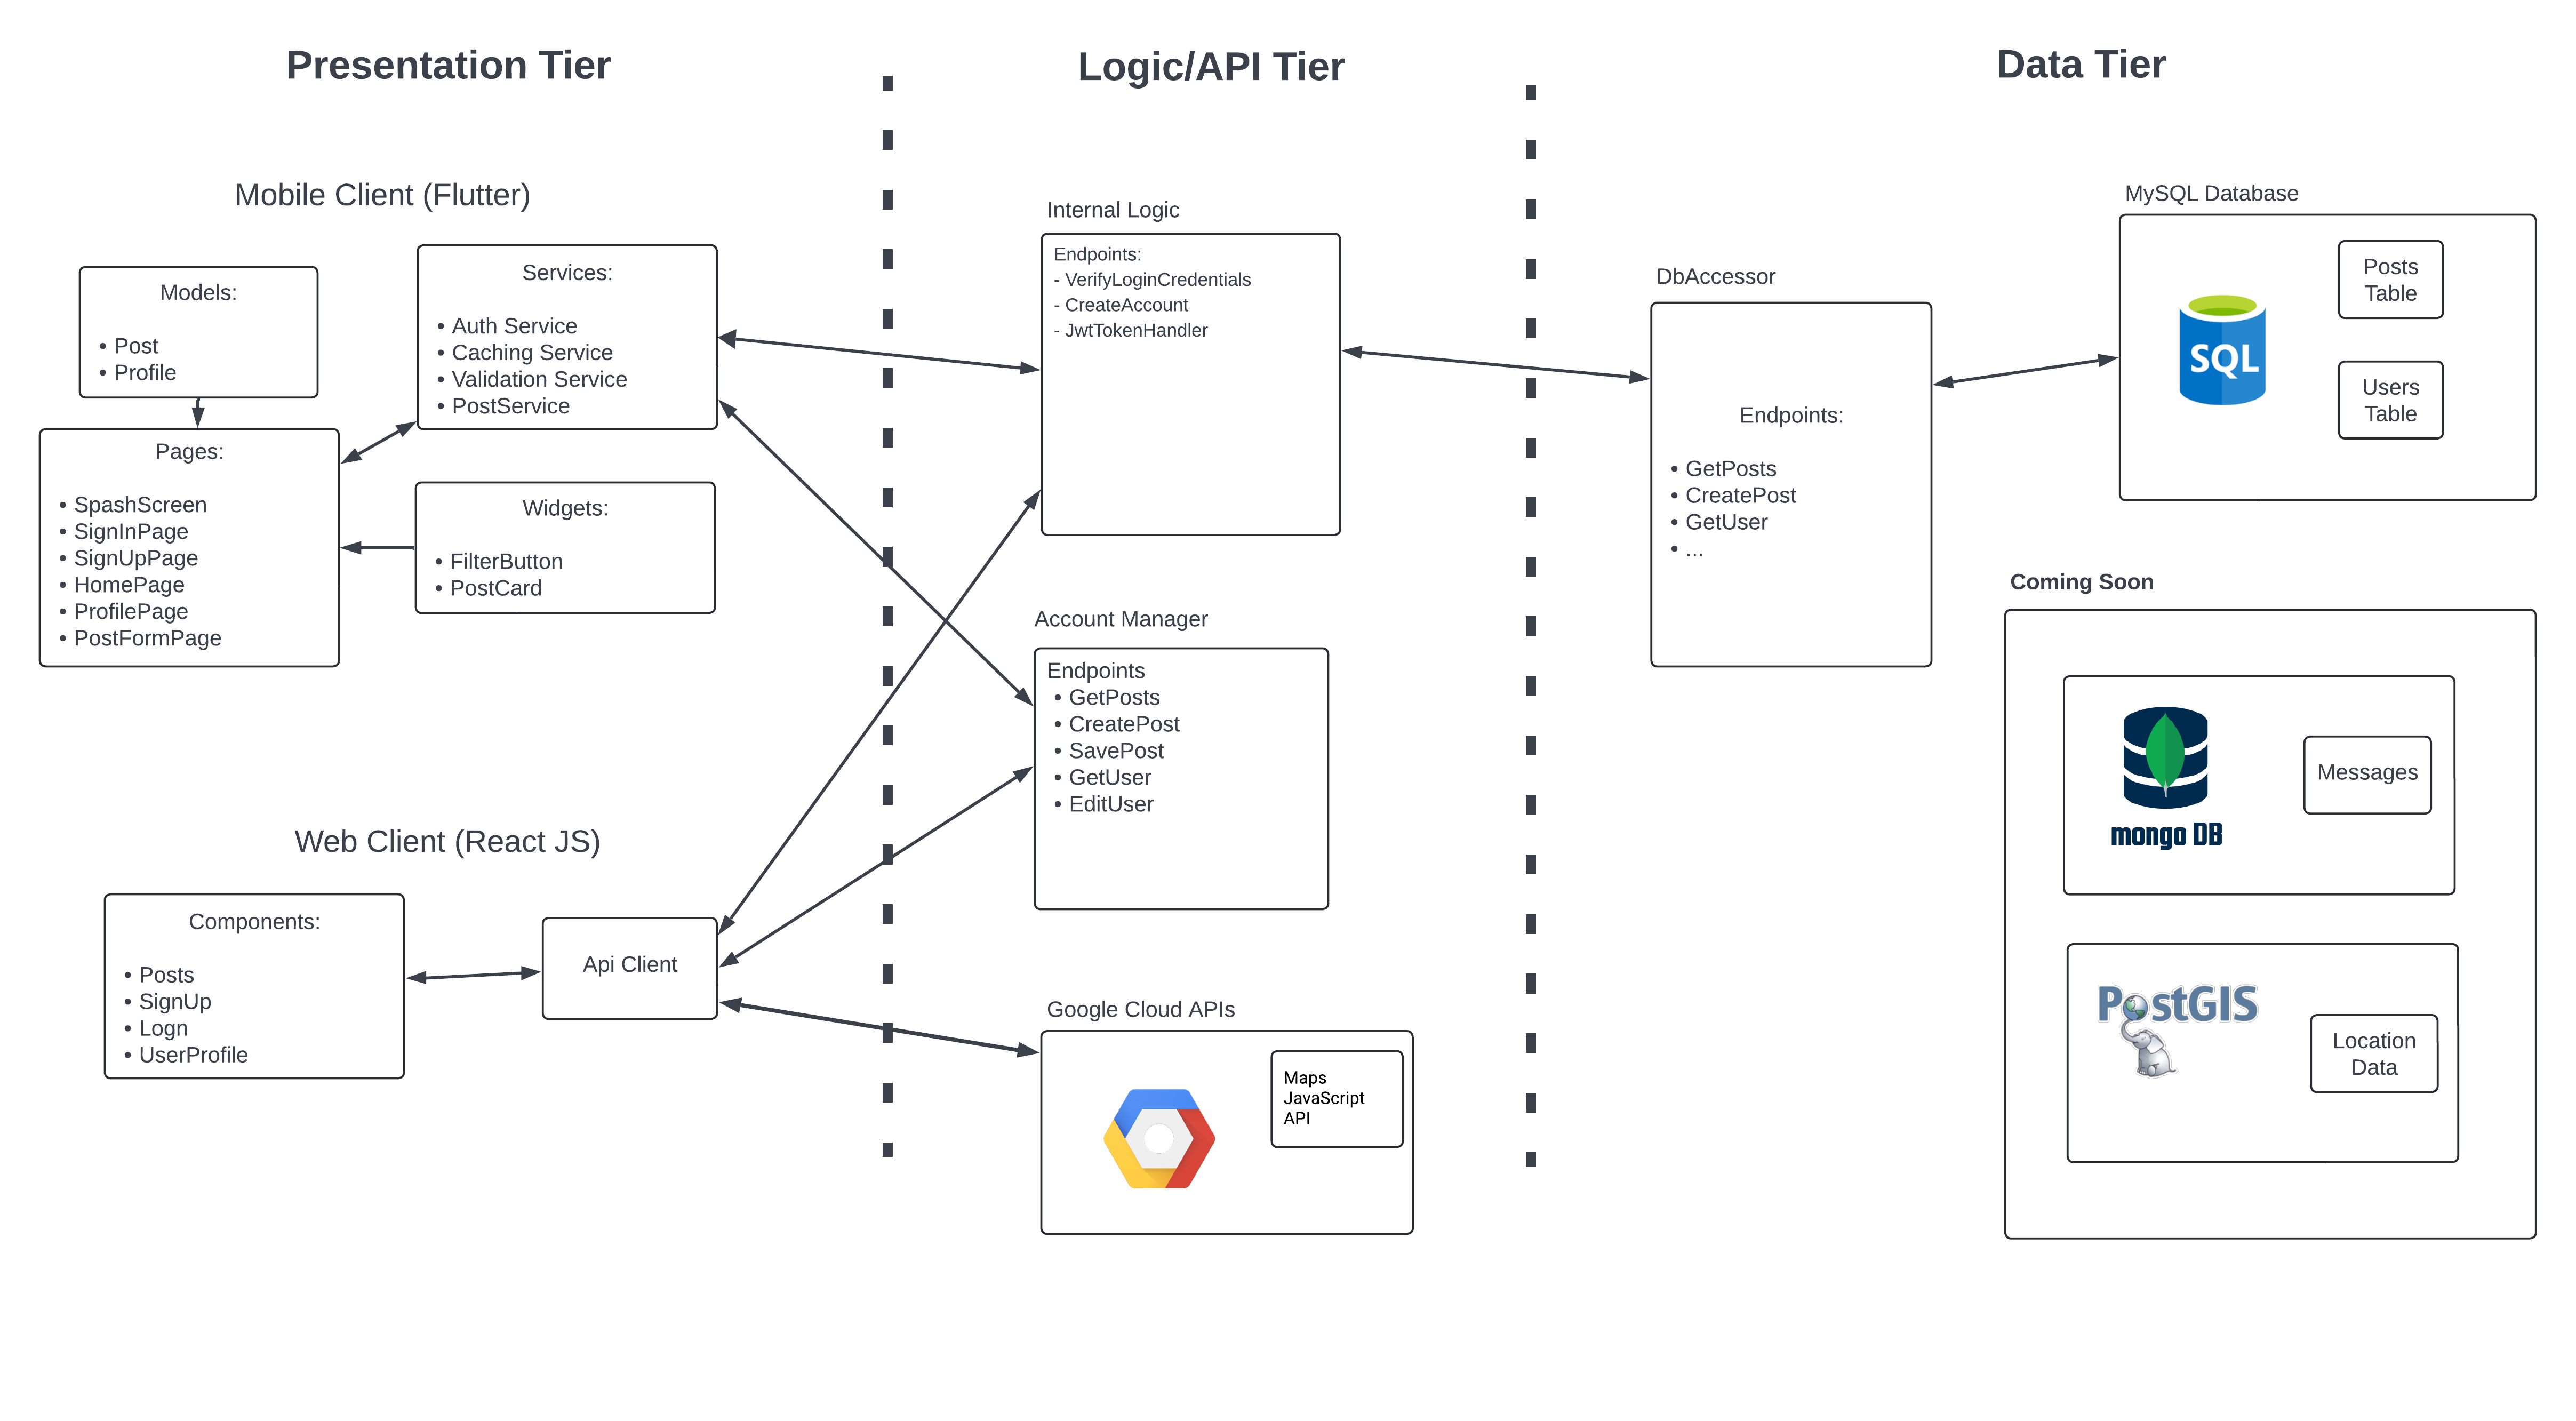 Presentation Tier
Logic/API Tier
Data Tier
Mobile Client (Flutter)
Models:
• Post
• Profile
Services:
• Auth Service
• Caching Service
• Validation Service
• PostService
Pages:
• SpashScreen
• SignInPage
• SignUpPage
• HomePage
• ProfilePage
• PostFormPage
Widgets:
• FilterButton
• PostCard
Web Client (React JS)
Components:
• Posts
• SignUp
• Logn
• UserProfile
Api Client
Internal Logic
Endpoints:
- VerifyLoginCredentials
- CreateAccount
- JwtTokenHandler
Account Manager
Endpoints
• GetPosts
• CreatePost
• SavePost
• GetUser
• EditUser
Google Cloud APIs
Maps
JavaScript
API
DbAccessor
Endpoints:
• GetPosts
• CreatePost
• GetUser
• ...
MySQL Database
SQL
Posts
Table
Users
Table
Coming Soon
mongo DB
Messages
PostGIS
Location
Data